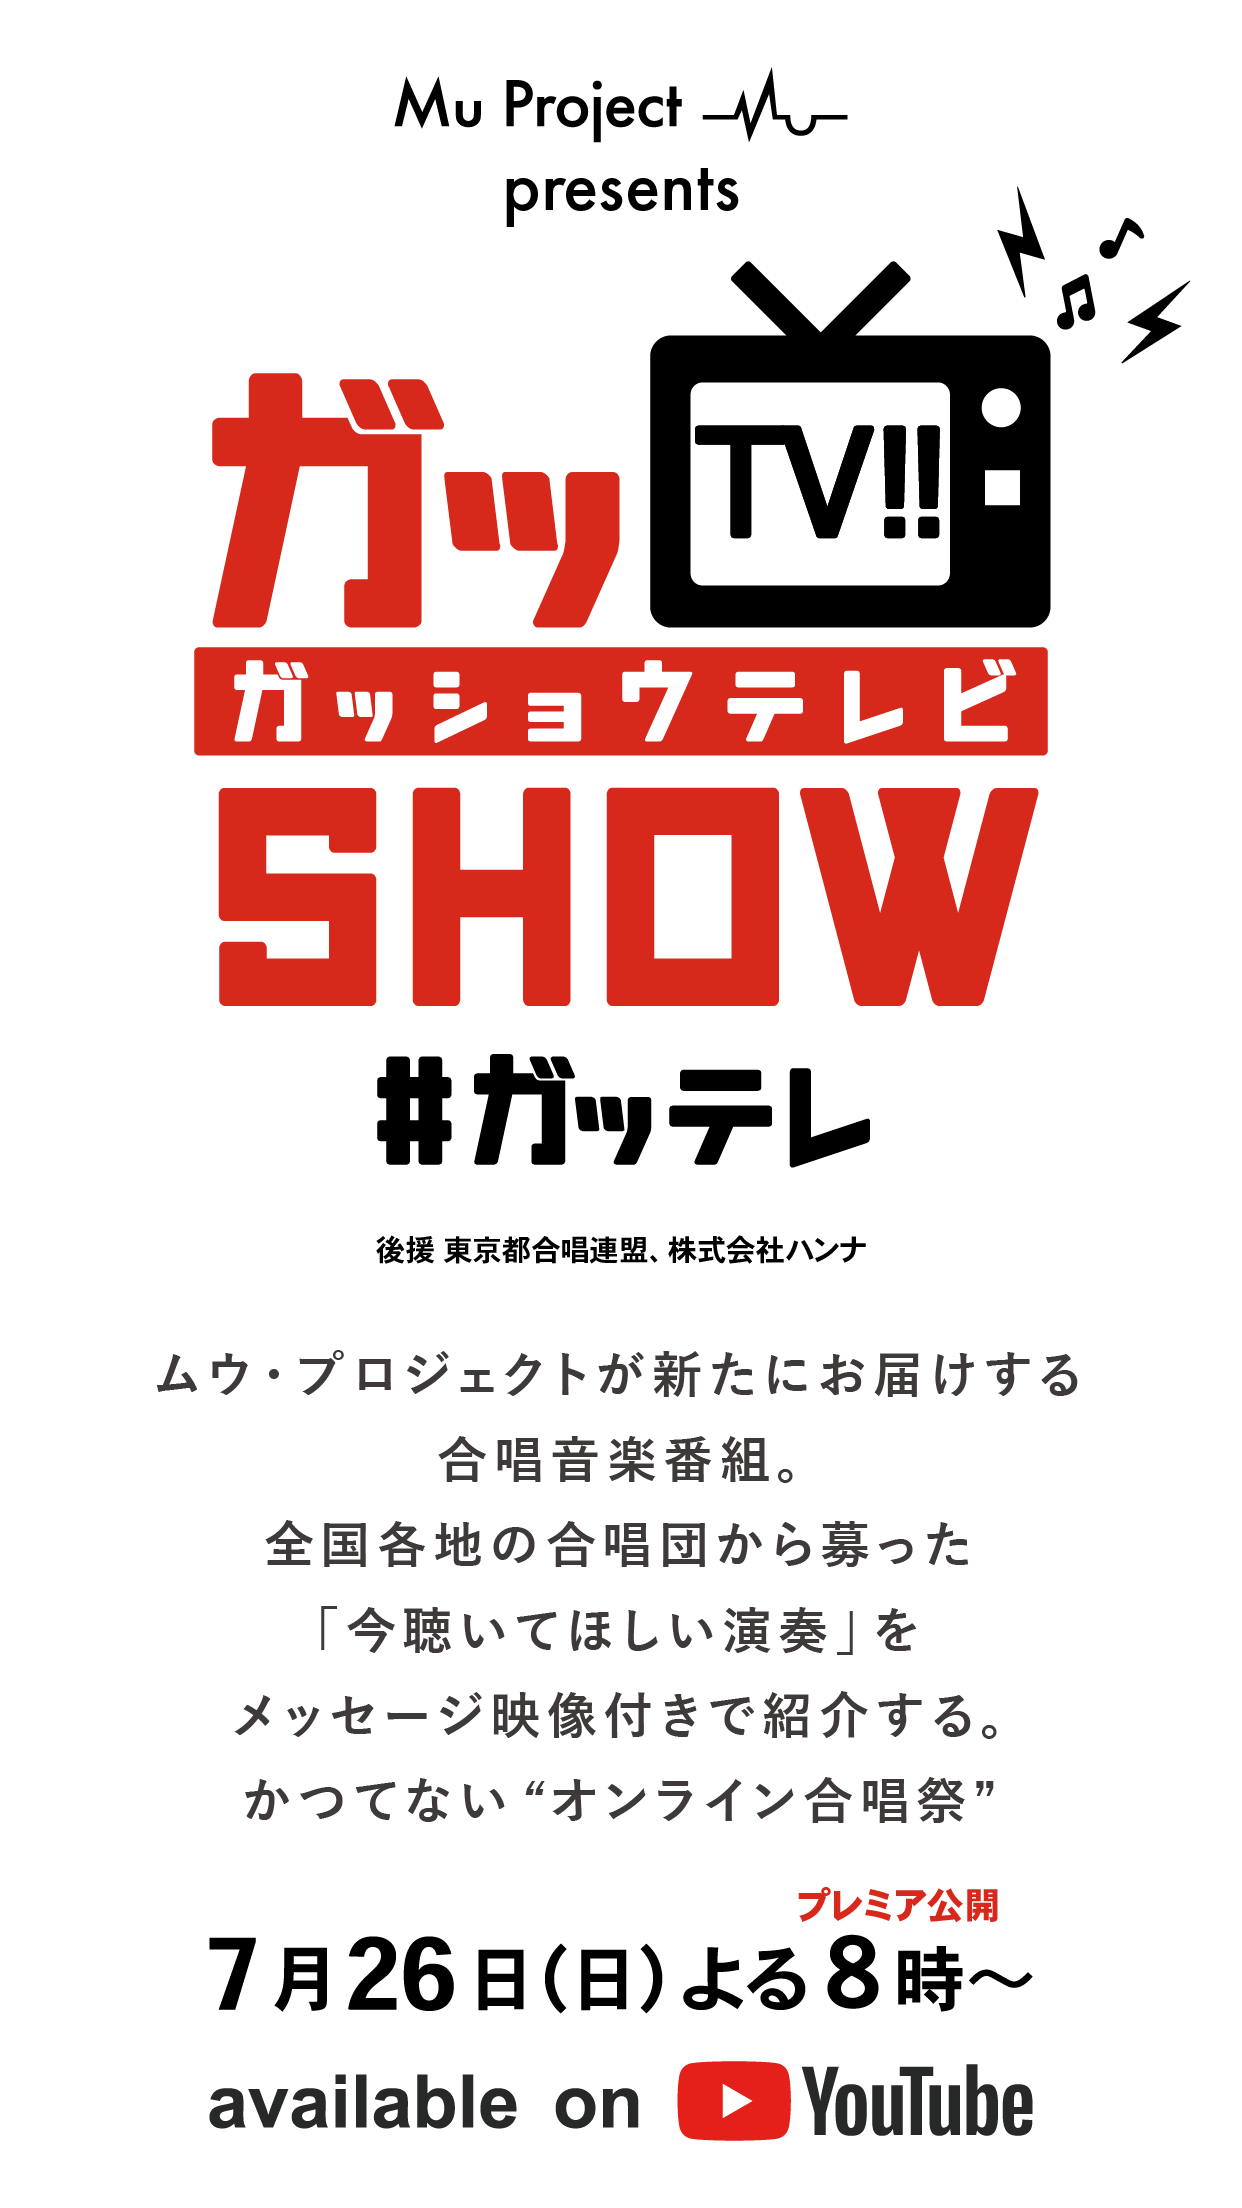 Mu Project
presents
ガッ TV!!
ガッショウテレビ
SHOW
#ガッテレ
後援 東京都合唱連盟、株式会社ハンナ
ムウ・プロジェクトが新たにお届けする
合唱音楽番組。
全国各地の合唱団から募った
「今聴いてほしい演奏」を
メッセージ映像付きで紹介する。
かつてない“オンライン合唱祭”
プレミア公開
7月26日(日)よる8時〜
available on YouTube